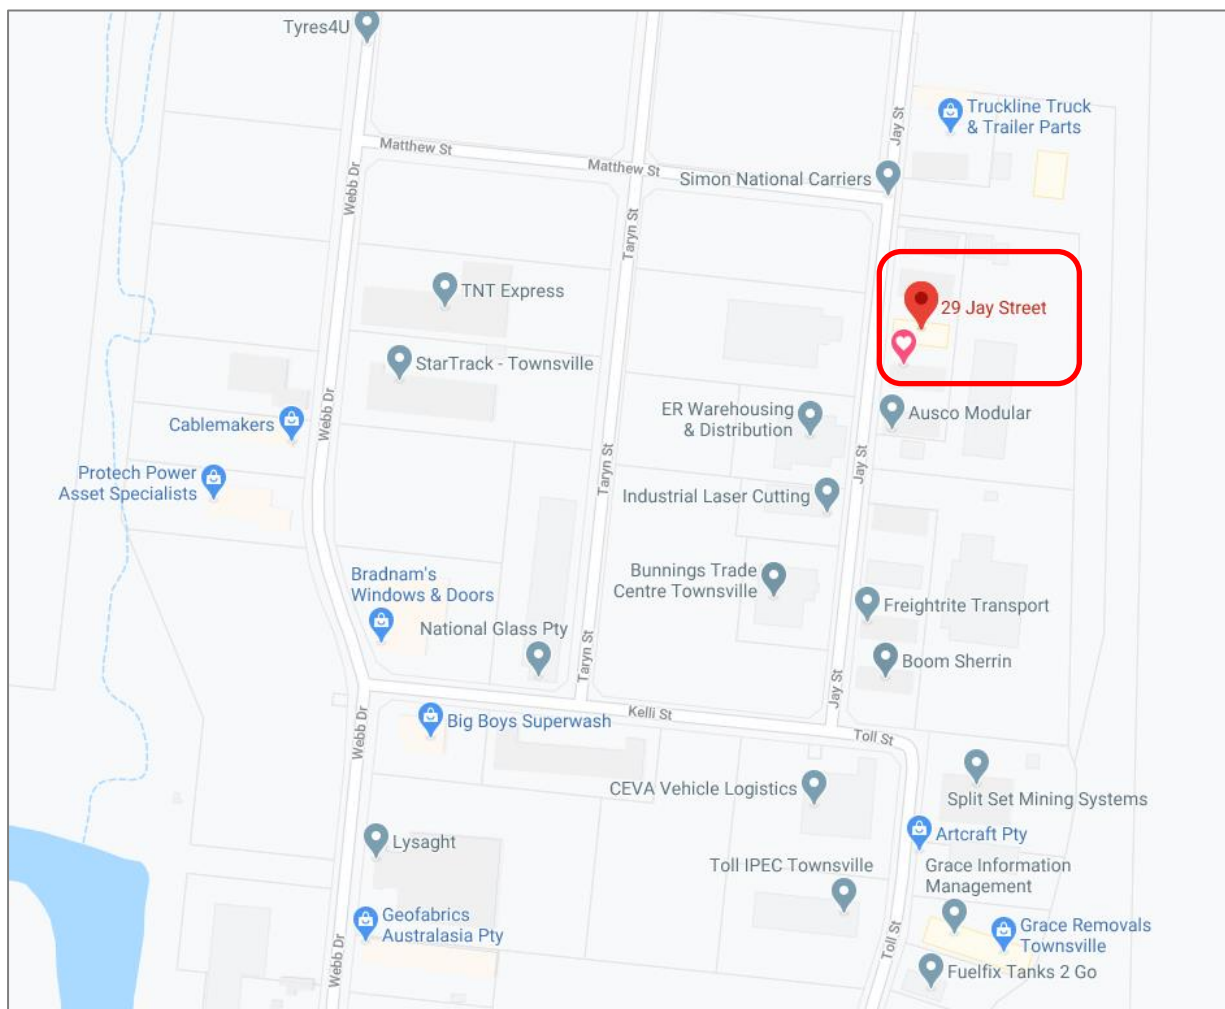 Tyres4U
Jay St
Truckline Truck
& Trailer Parts
Matthew St
Matthew St
Simon National Carriers
Webb Dr
Taryn St
TNT Express
29 Jay Street
StarTrack - Townsville
ER Warehousing
& Distribution
Ausco Modular
Cablemakers
Webb Dr
Protech Power
Asset Specialists
Taryn St
Jay St
Industrial Laser Cutting
Bradnam's
Windows & Doors
Bunnings Trade
Centre Townsville
Freightrite Transport
National Glass Pty
Taryn St
Boom Sherrin
Jay St
Webb Dr
Kelli St
Big Boys Superwash
Toll St
CEVA Vehicle Logistics
Split Set Mining Systems
Lysaght
Artcraft Pty
Toll IPEC Townsville
Grace Information
Management
Geofabrics
Australasia Pty
Webb Dr
Toll St
Grace Removals
Townsville
Fuelfix Tanks 2 Go